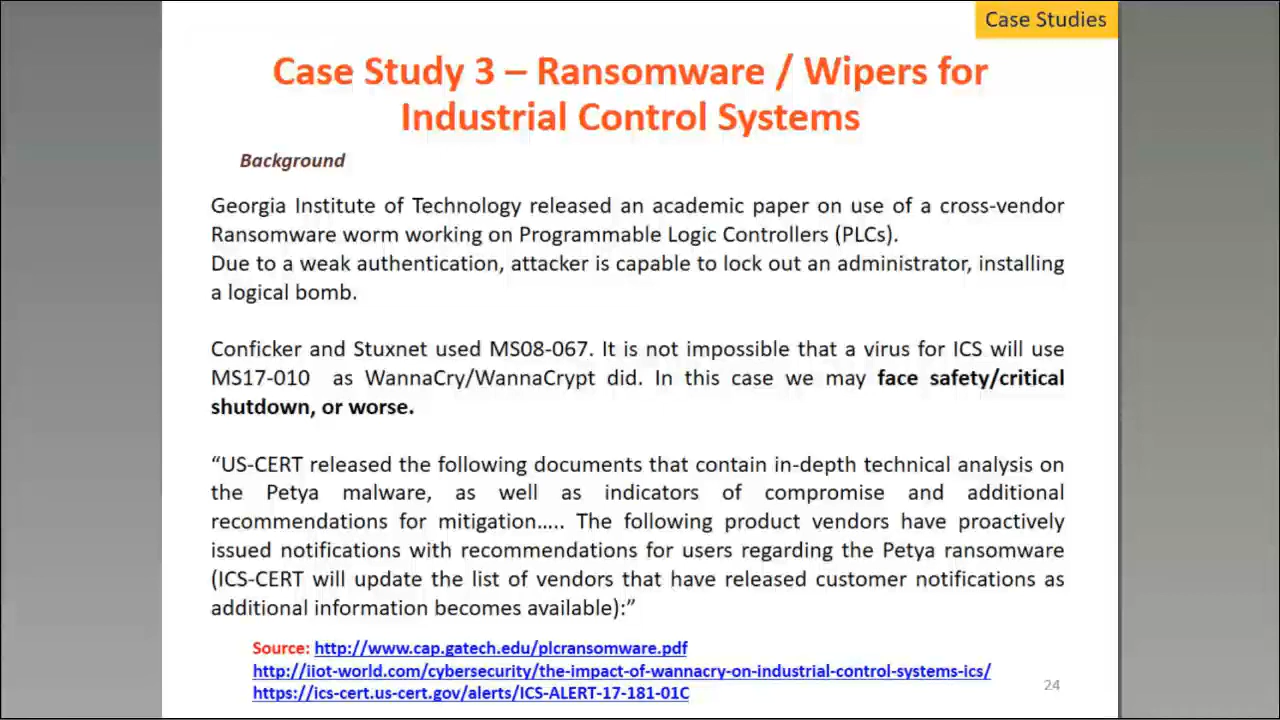 Case Studies
Case Study 3 – Ransomware / Wipers for
Industrial Control Systems
Background
Georgia Institute of Technology released an academic paper on use of a cross-vendor
Ransomware worm working on Programmable Logic Controllers (PLCs).
Due to a weak authentication, attacker is capable to lock out an administrator, installing
a logical bomb.
Conficker and Stuxnet used MS08-067. It is not impossible that a virus for ICS will use
MS17-010 as WannaCry/WannaCrypt did. In this case we may face safety/critical
shutdown, or worse.
“US-CERT released the following documents that contain in-depth technical analysis on
the Petya malware, as well as indicators of compromise and additional
recommendations for mitigation….. The following product vendors have proactively
issued notifications with recommendations for users regarding the Petya ransomware
(ICS-CERT will update the list of vendors that have released customer notifications as
additional information becomes available):”
Source: http://www.cap.gatech.edu/plcransomware.pdf
http://iiot-world.com/cybersecurity/the-impact-of-wannacry-on-industrial-control-systems-ics/
https://ics-cert.us-cert.gov/alerts/ICS-ALERT-17-181-01C
24